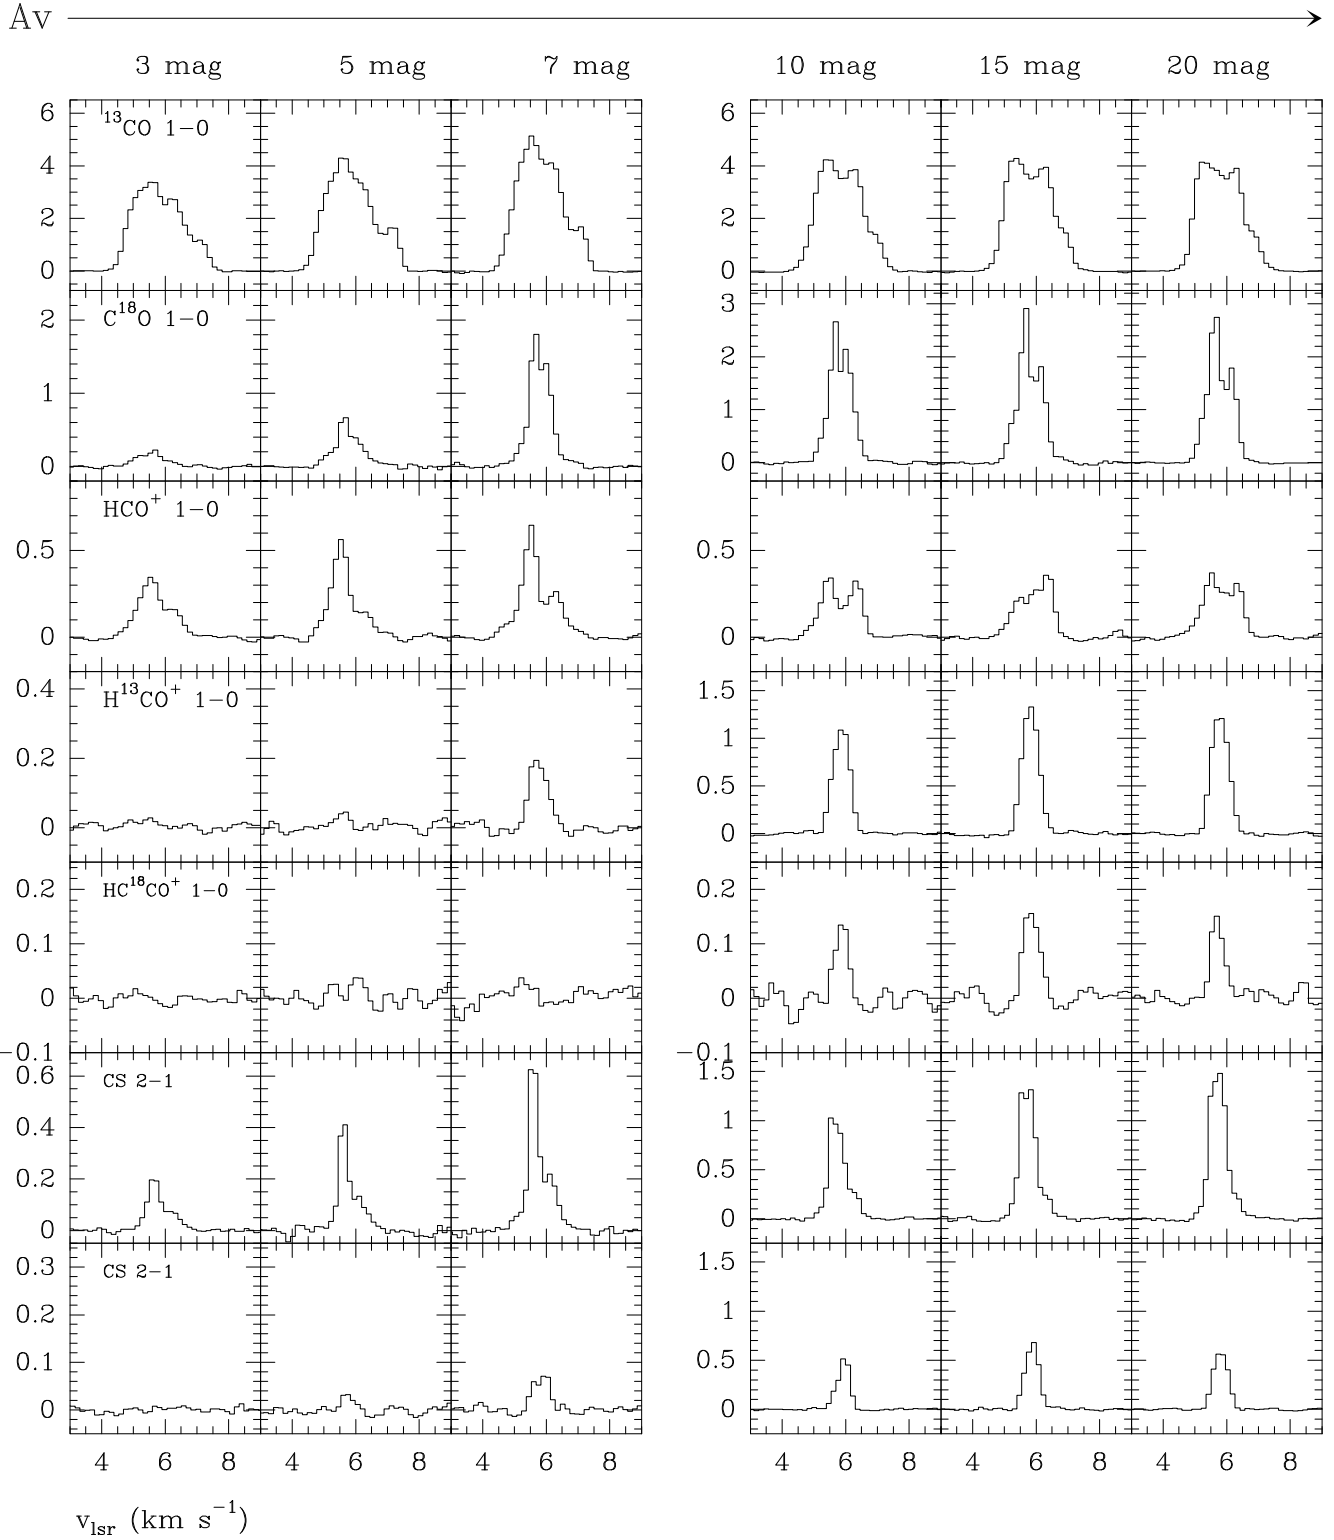 Av
3 mag 5 mag 7 mag 10 mag 15 mag 20 mag
¹³CO 1−0
6 6
4 4
2 2
0 0
C¹⁸O 1−0
3
2 2
1 1
0 0
HCO⁺ 1−0
0.5 0.5
0 0
H¹³CO⁺ 1−0
0.4 1.5
1
0.2 0.5
0 0
HC¹⁸CO⁺ 1−0
0.2 0.2
0.1 0.1
0 0
−0.1 −0.1
CS 2−1
0.6 1.5
0.4 1
0.2 0.5
0 0
CS 2−1
0.3 1.5
0.2 1
0.1 0.5
0 0
4 6 8 4 6 8 4 6 8 4 6 8 4 6 8 4 6 8
v_lsr (km s⁻¹)